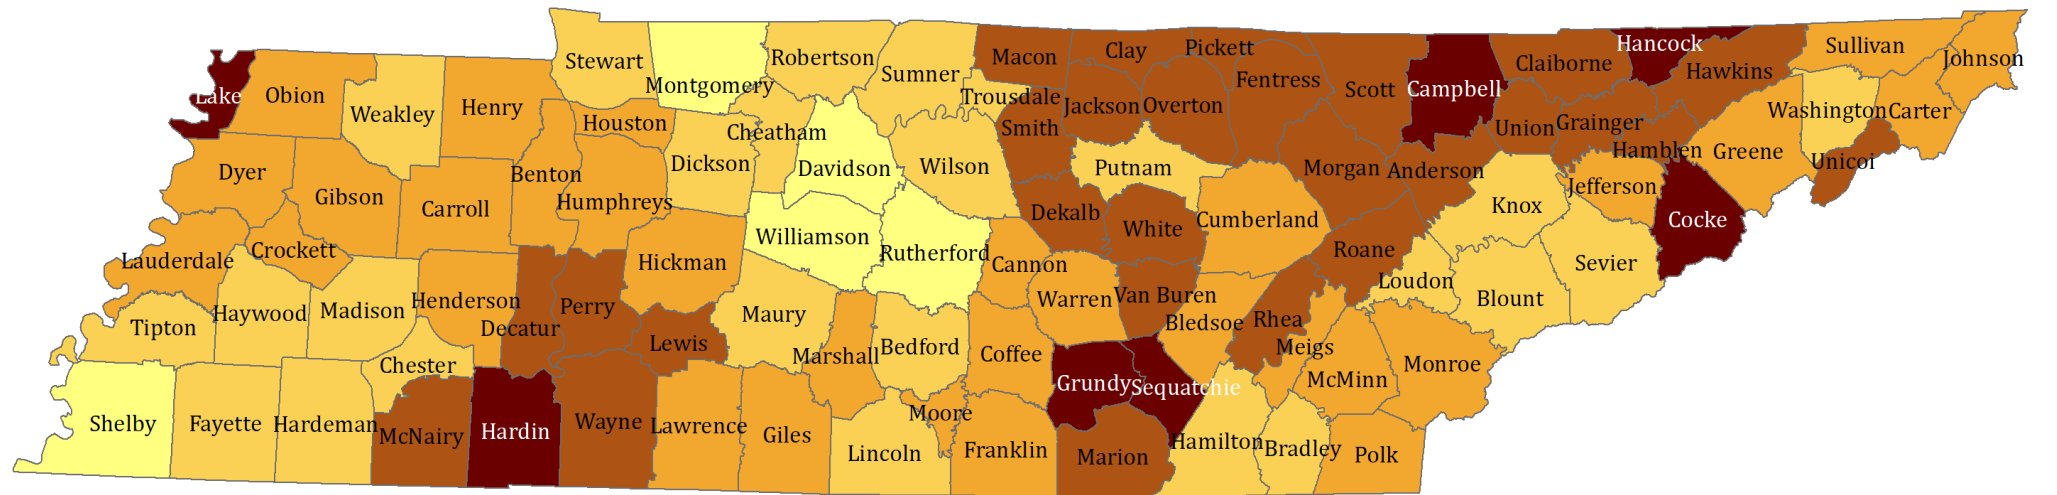 Lake
Obion
Weakley
Henry
Stewart
Montgomery
Robertson
Sumner
Macon
Clay
Pickett
Fentress
Scott
Campbell
Claiborne
Hancock
Hawkins
Sullivan
Johnson
Houston
Cheatham
Trousdale
Smith
Jackson
Overton
Union
Grainger
Hamblen
Greene
Washington
Carter
Unicoi
Dyer
Gibson
Carroll
Benton
Humphreys
Dickson
Davidson
Wilson
Putnam
Morgan
Anderson
Knox
Jefferson
Cocke
Lauderdale
Crockett
Hickman
Williamson
Rutherford
Cannon
Dekalb
White
Cumberland
Roane
Loudon
Blount
Sevier
Tipton
Haywood
Madison
Henderson
Decatur
Perry
Lewis
Maury
Marshall
Bedford
Coffee
Warren
Van Buren
Bledsoe
Rhea
Meigs
McMinn
Monroe
Shelby
Fayette
Hardeman
Chester
McNairy
Hardin
Wayne
Lawrence
Giles
Lincoln
Moore
Franklin
Grundy
Sequatchie
Marion
Hamilton
Bradley
Polk